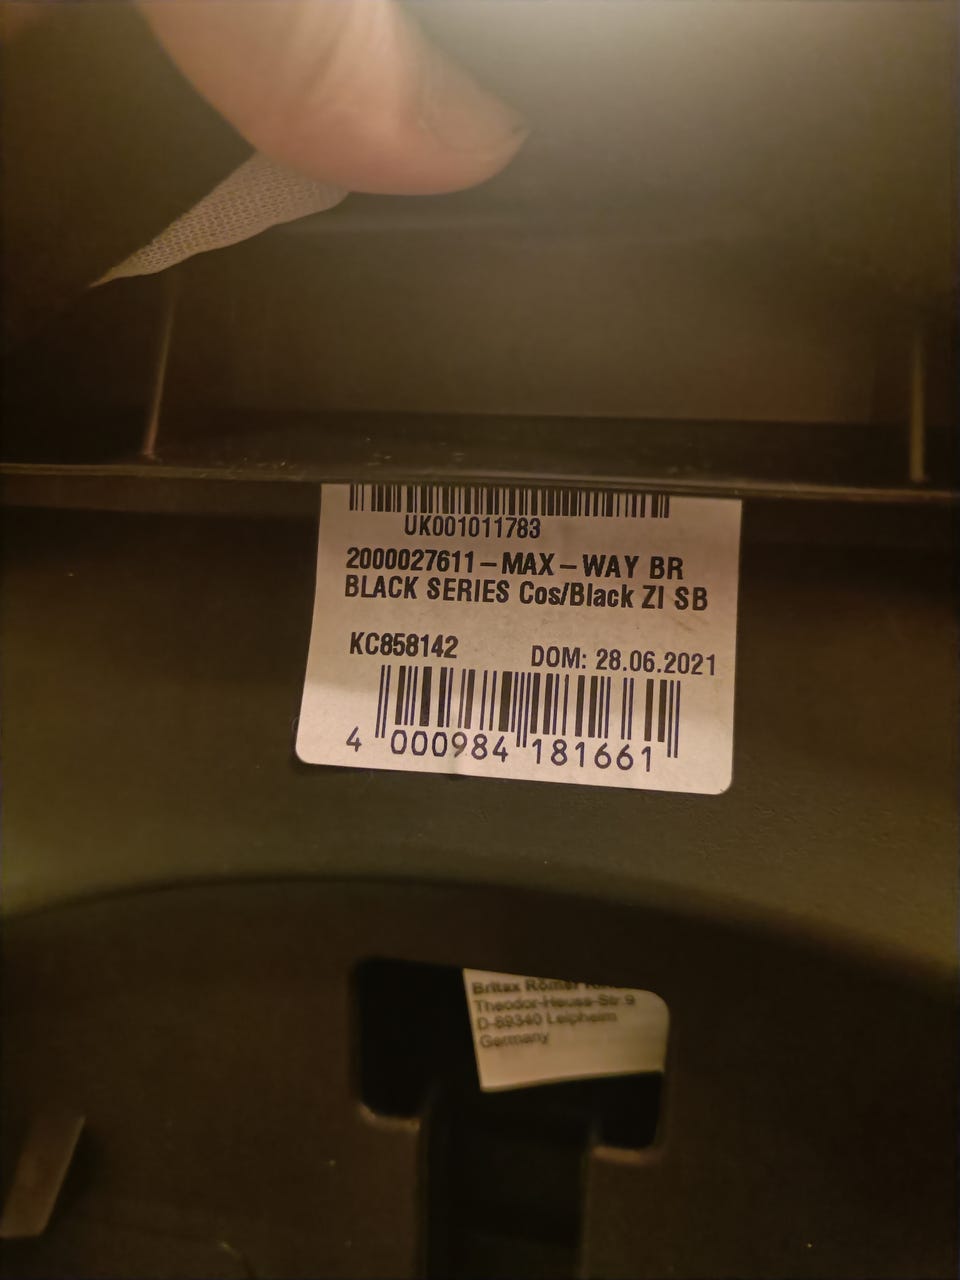 UK001011783
2000027611-MAX-WAY BR
BLACK SERIES Cos/Black ZI SB
KC858142 DOM: 28.06.2021
4 000984 181661
Britax Römer
Theodor-Heuss-Str 9
D-89340 Leipheim
Germany